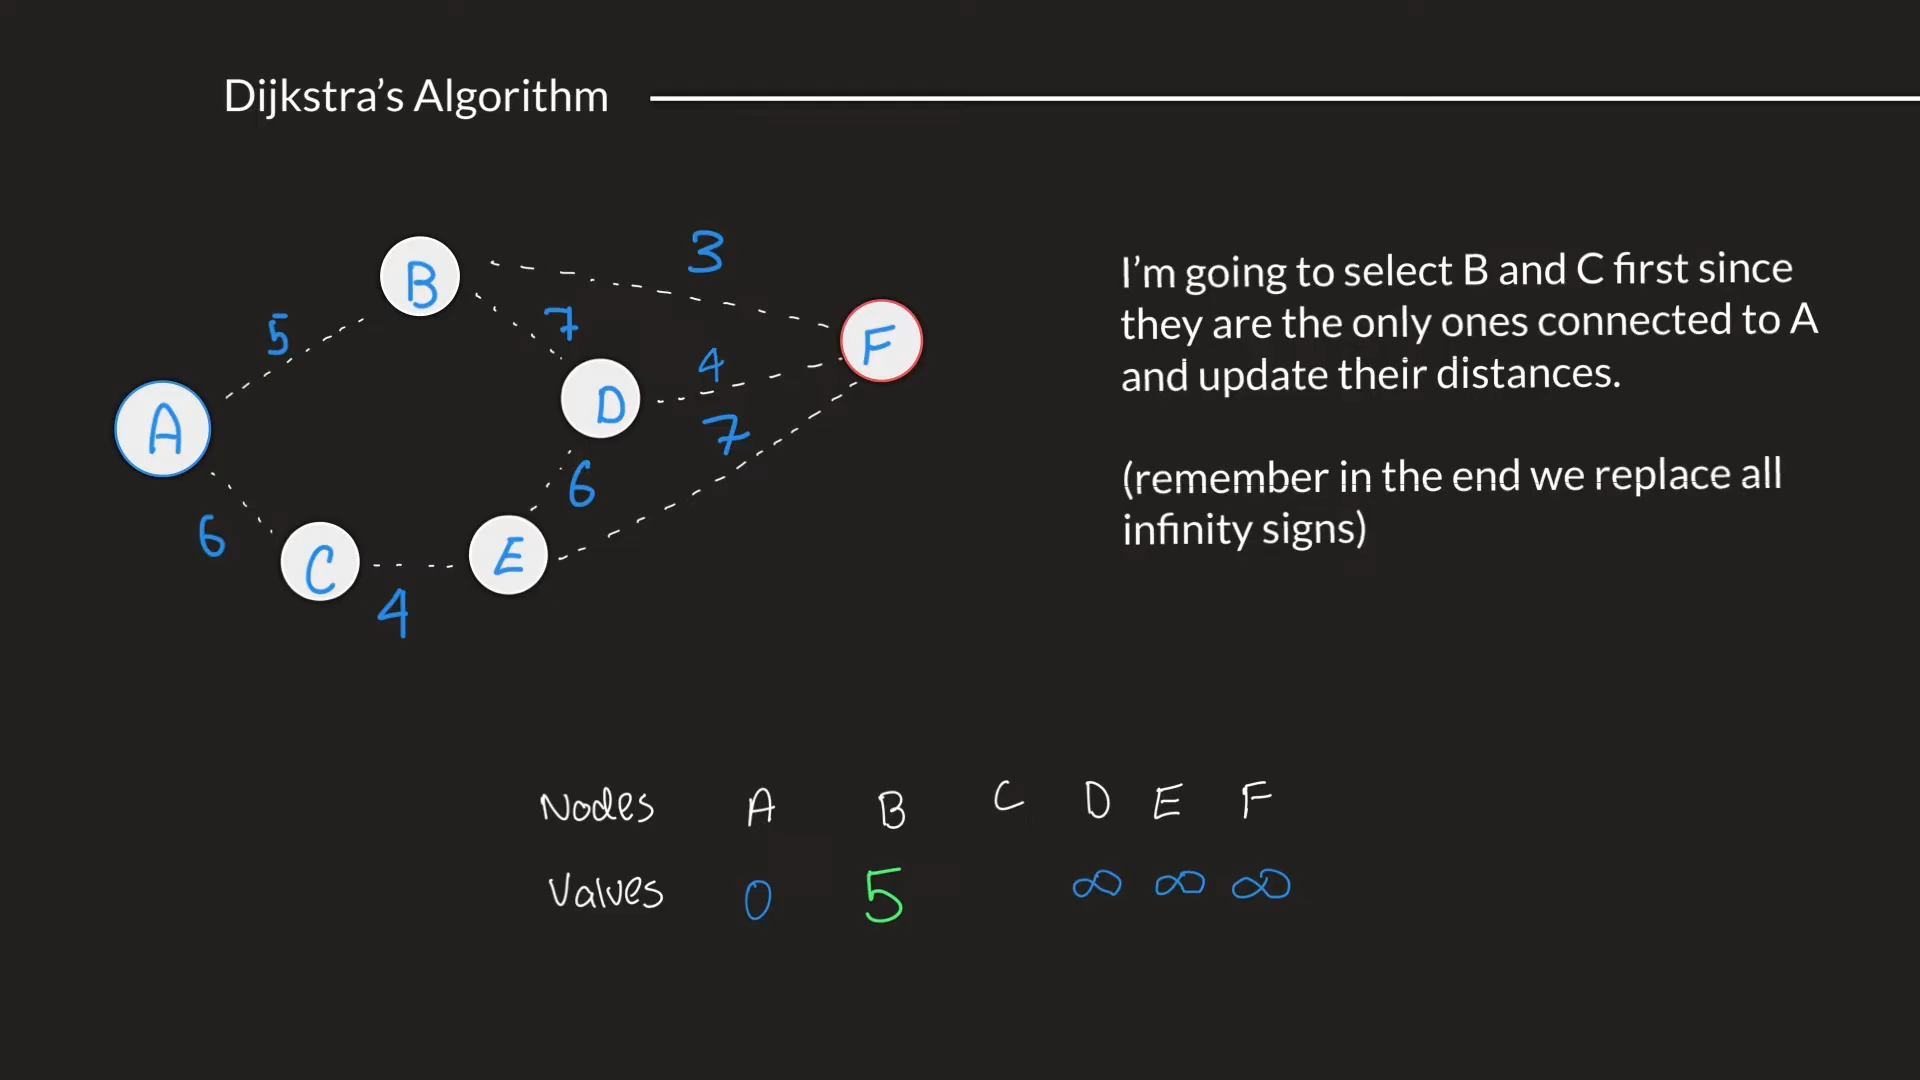 Dijkstra's Algorithm
3
B
7
5
F
4
I'm going to select B and C first since
they are the only ones connected to A
and update their distances.
A
D
7
(remember in the end we replace all
infinity signs)
6
6
C
E
4
Nodes A B C D E F
Values 0 5 ∞ ∞ ∞